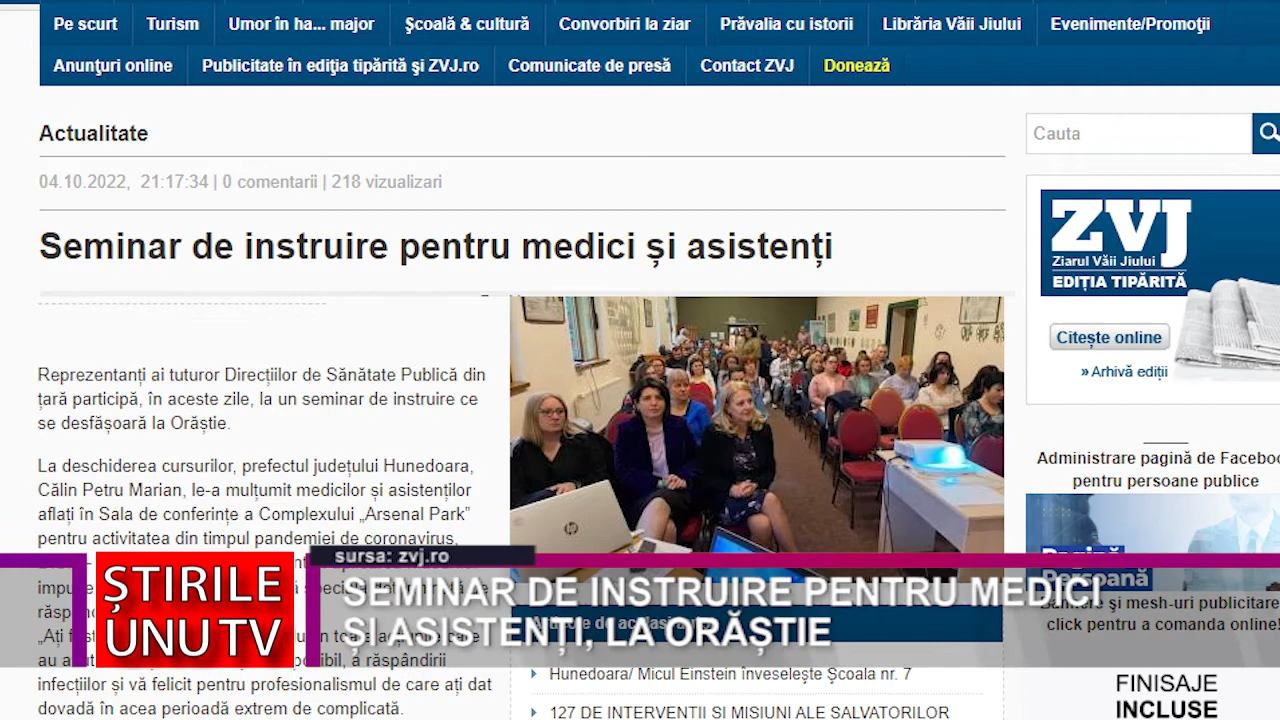 Pe scurt
Turism
Umor în ha... major
Şcoală & cultură
Convorbiri la ziar
Prăvalia cu istorii
Librăria Văii Jiului
Evenimente/Promoţii
Anunţuri online
Publicitate în ediţia tipărită şi ZVJ.ro
Comunicate de presă
Contact ZVJ
Donează
Actualitate
04.10.2022, 21:17:34 | 0 comentarii | 218 vizualizari
Seminar de instruire pentru medici și asistenți
Reprezentanți ai tuturor Direcțiilor de Sănătate Publică din
țară participă, în aceste zile, la un seminar de instruire ce
se desfășoară la Orăștie.
La deschiderea cursurilor, prefectul județului Hunedoara,
Călin Petru Marian, le-a mulțumit medicilor și asistenților
aflați în Sala de conferințe a Complexului „Arsenal Park”
pentru activitatea din timpul pandemiei de coronavirus,
infecțiilor și vă felicit pentru profesionalismul de care ați dat
dovadă în acea perioadă extrem de complicată.
Cauta
ZVJ
Ziarul Văii Jiului
EDIȚIA TIPĂRITĂ
Citește online
» Arhivă ediții
Administrare pagină de Facebook
pentru persoane publice
Pagină
Persoană
Bannere şi mesh-uri publicitare
click pentru a comanda online!
FINISAJE
INCLUSE
sursa: zvj.ro
ȘTIRILE
UNU TV
SEMINAR DE INSTRUIRE PENTRU MEDICI
ȘI ASISTENȚI, LA ORĂȘTIE
Hunedoara/ Micul Einstein înveselește Școala nr. 7
127 DE INTERVENTII SI MISIUNI ALE SALVATORILOR